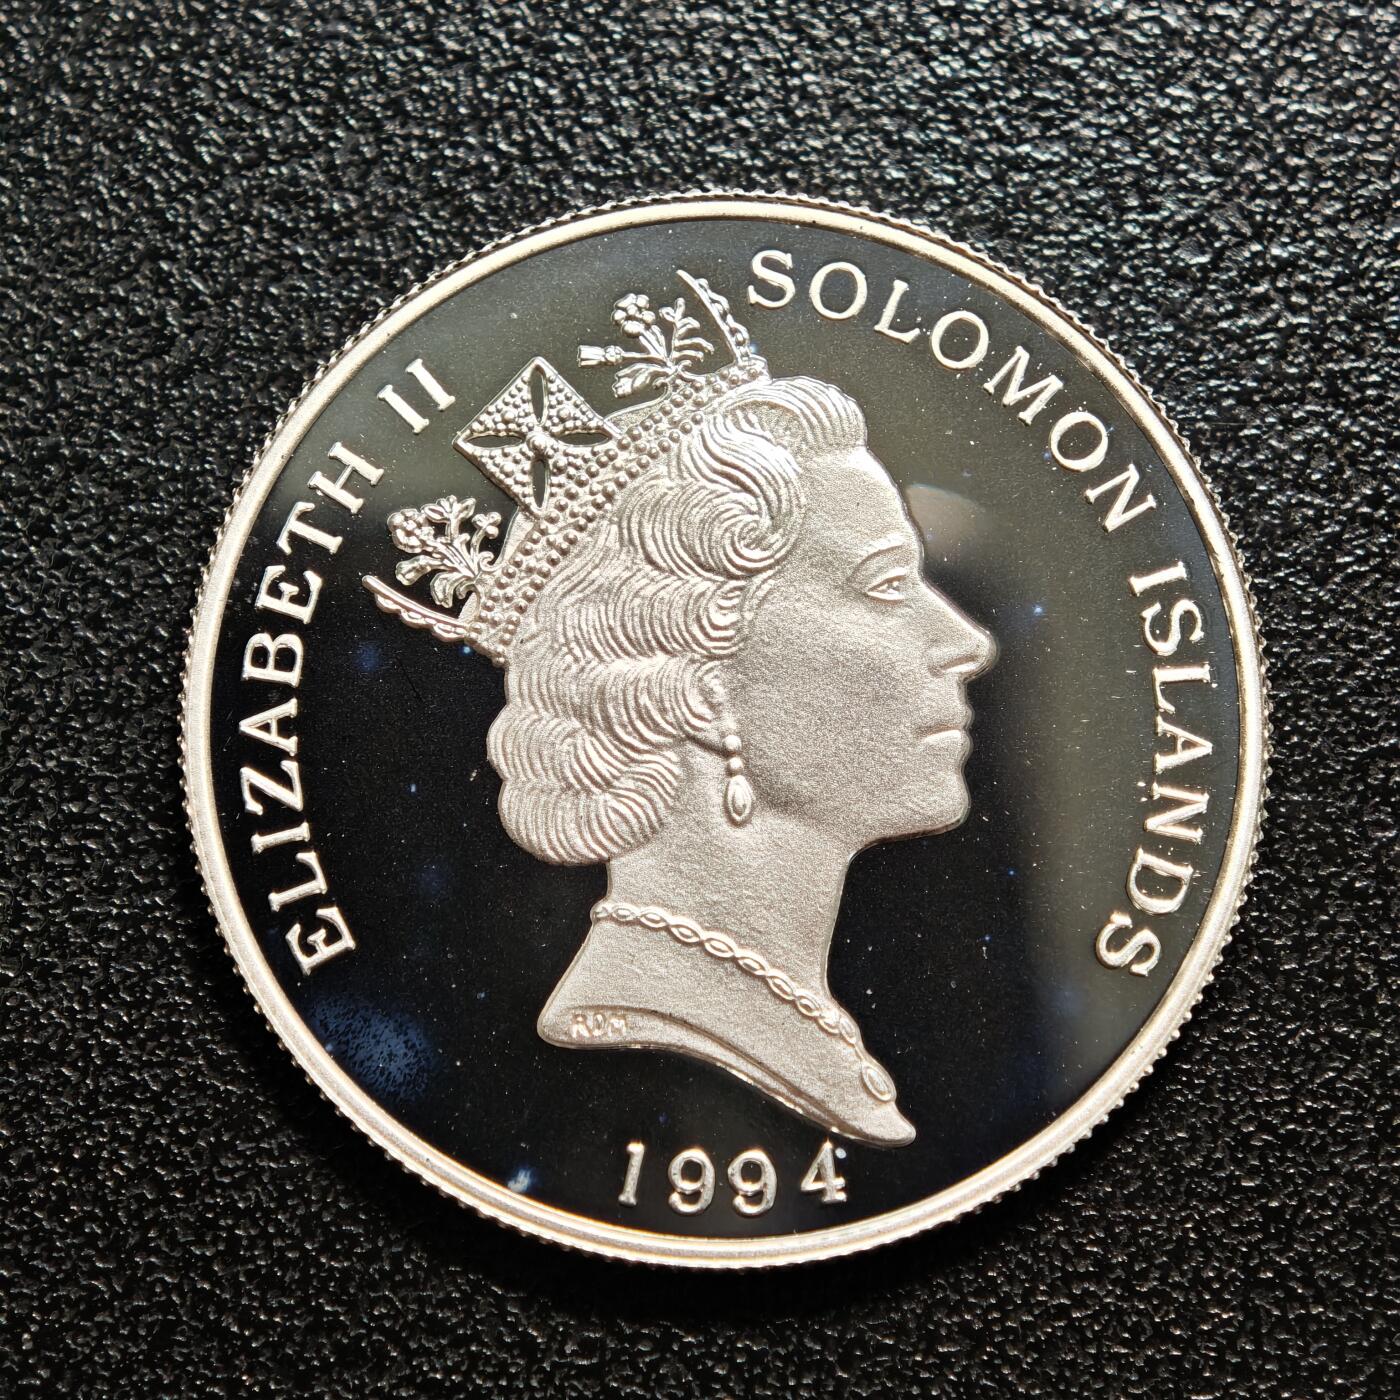 ELIZABETH II
SOLOMON ISLANDS
RDM
1994